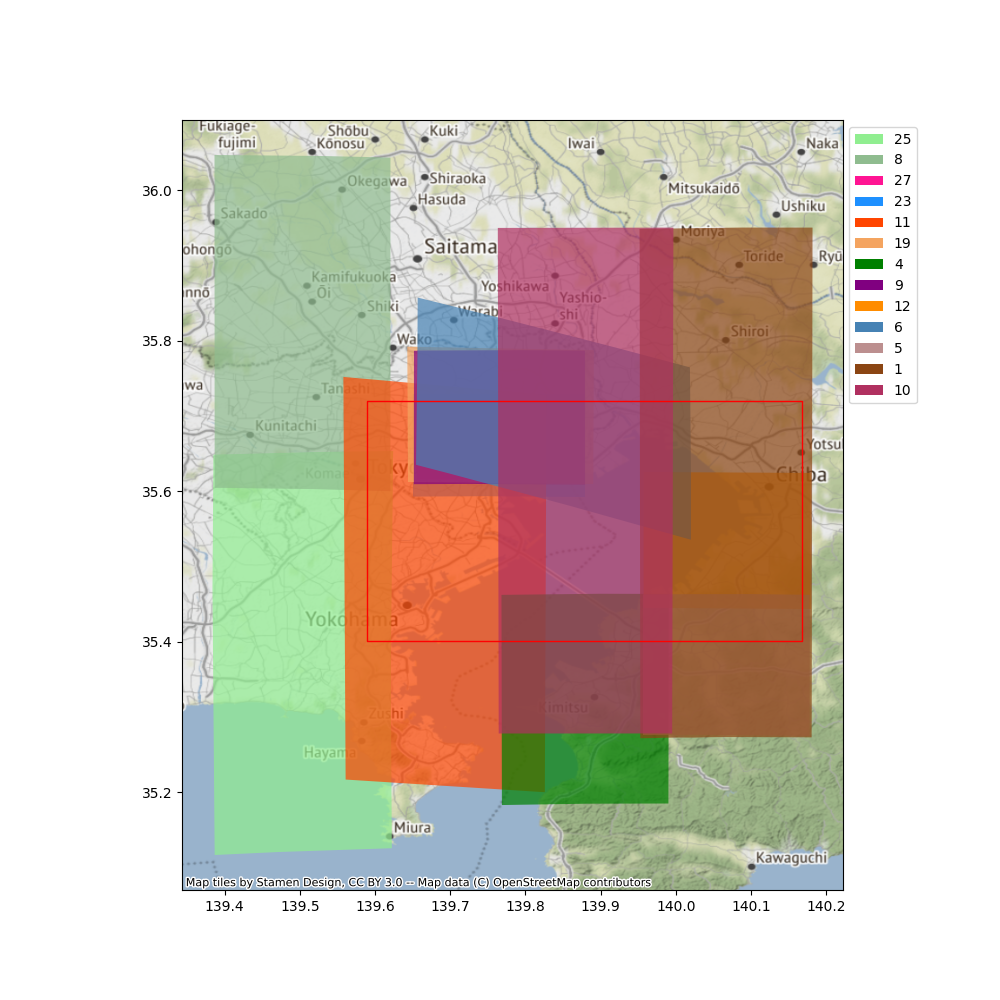 Fukiage-
fujimi
Shōbu
Kōnosu
Kuki
Iwai
Naka
36.0
Okegawa
Shiraoka
Mitsukaidō
Hasuda
Ushiku
Sakado
Moriya
ohongō
Saitama
Toride
Ryū
Kamifukuoka
Ōi
Yoshikawa
Yashio-
shi
annō
Shiki
Warabi
Shiroi
35.8
Wako
wa
Tanashi
Kunitachi
Yotsu
Koma
okyo
Chiba
35.6
Yokohama
35.4
Kimitsu
Zushi
Hayama
35.2
Miura
Kawaguchi
Map tiles by Stamen Design, CC BY 3.0 -- Map data (C) OpenStreetMap contributors
139.4 139.5 139.6 139.7 139.8 139.9 140.0 140.1 140.2
25
8
27
23
11
19
4
9
12
6
5
1
10